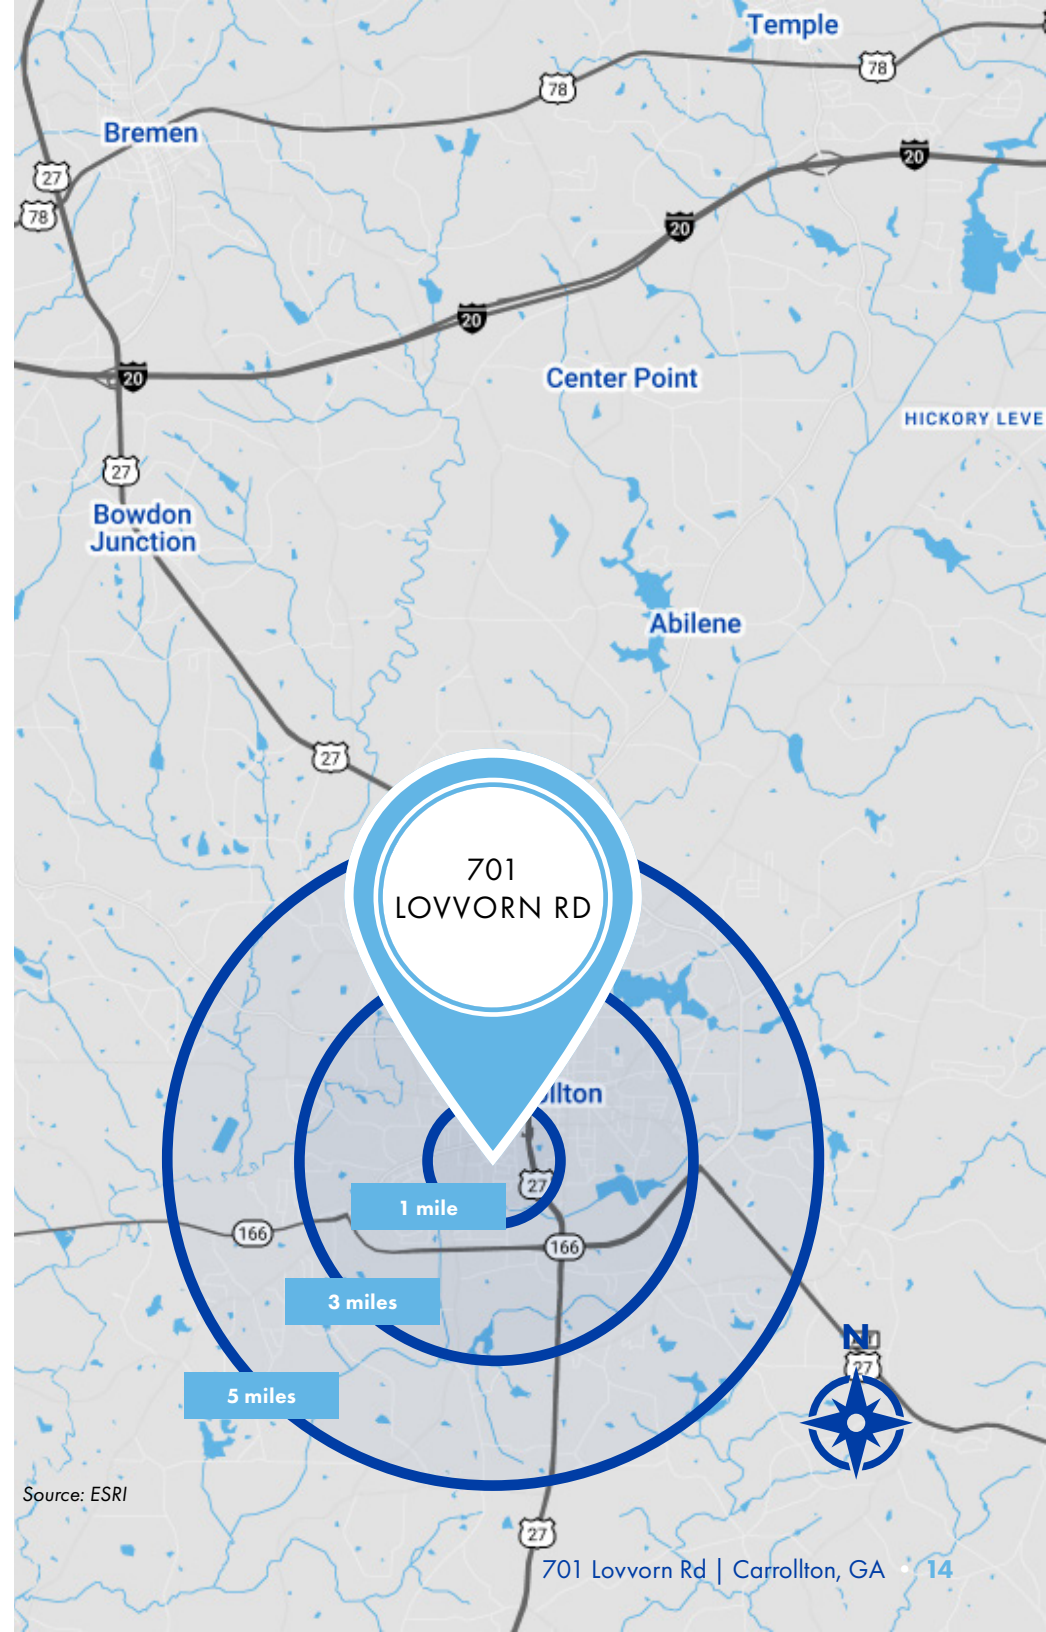 Temple
78
78
Bremen
20
27
78
20
20
20
Center Point
HICKORY LEVE
27
Bowdon
Junction
Abilene
27
701
LOVVORN RD
ollton
27
1 mile
166
166
3 miles
N
27
5 miles
Source: ESRI
27
701 Lovvorn Rd | Carrollton, GA • 14